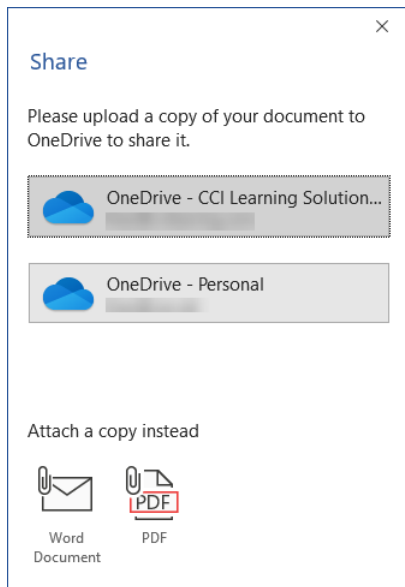 Share
Please upload a copy of your document to
OneDrive to share it.
OneDrive - CCI Learning Solution...
OneDrive - Personal
Attach a copy instead
PDF
Word
Document
PDF